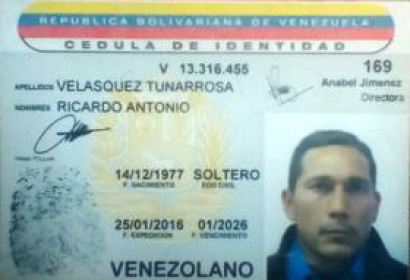 REPUBLICA BOLIVARIANA DE VENEZUELA
CEDULA DE IDENTIDAD
V 13.316.455
169
APELLIDOS VELASQUEZ TUNARROSA
Anabel Jimenez
Directora
NOMBRES RICARDO ANTONIO
FIRMA TITULAR
14/12/1977 SOLTERO
F. NACIMIENTO EDO CIVIL
25/01/2016 01/2026
F. EXPEDICION F. VENCIMIENTO
VENEZOLANO